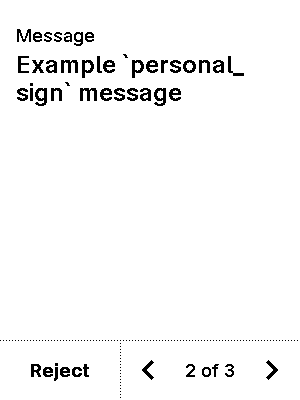 Message
Example `personal_
sign` message
Reject
2 of 3